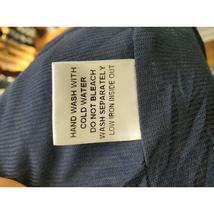 HAND WASH WITH
COLD WATER
DO NOT BLEACH
WASH SEPARATELY
LOW IRON INSIDE OUT